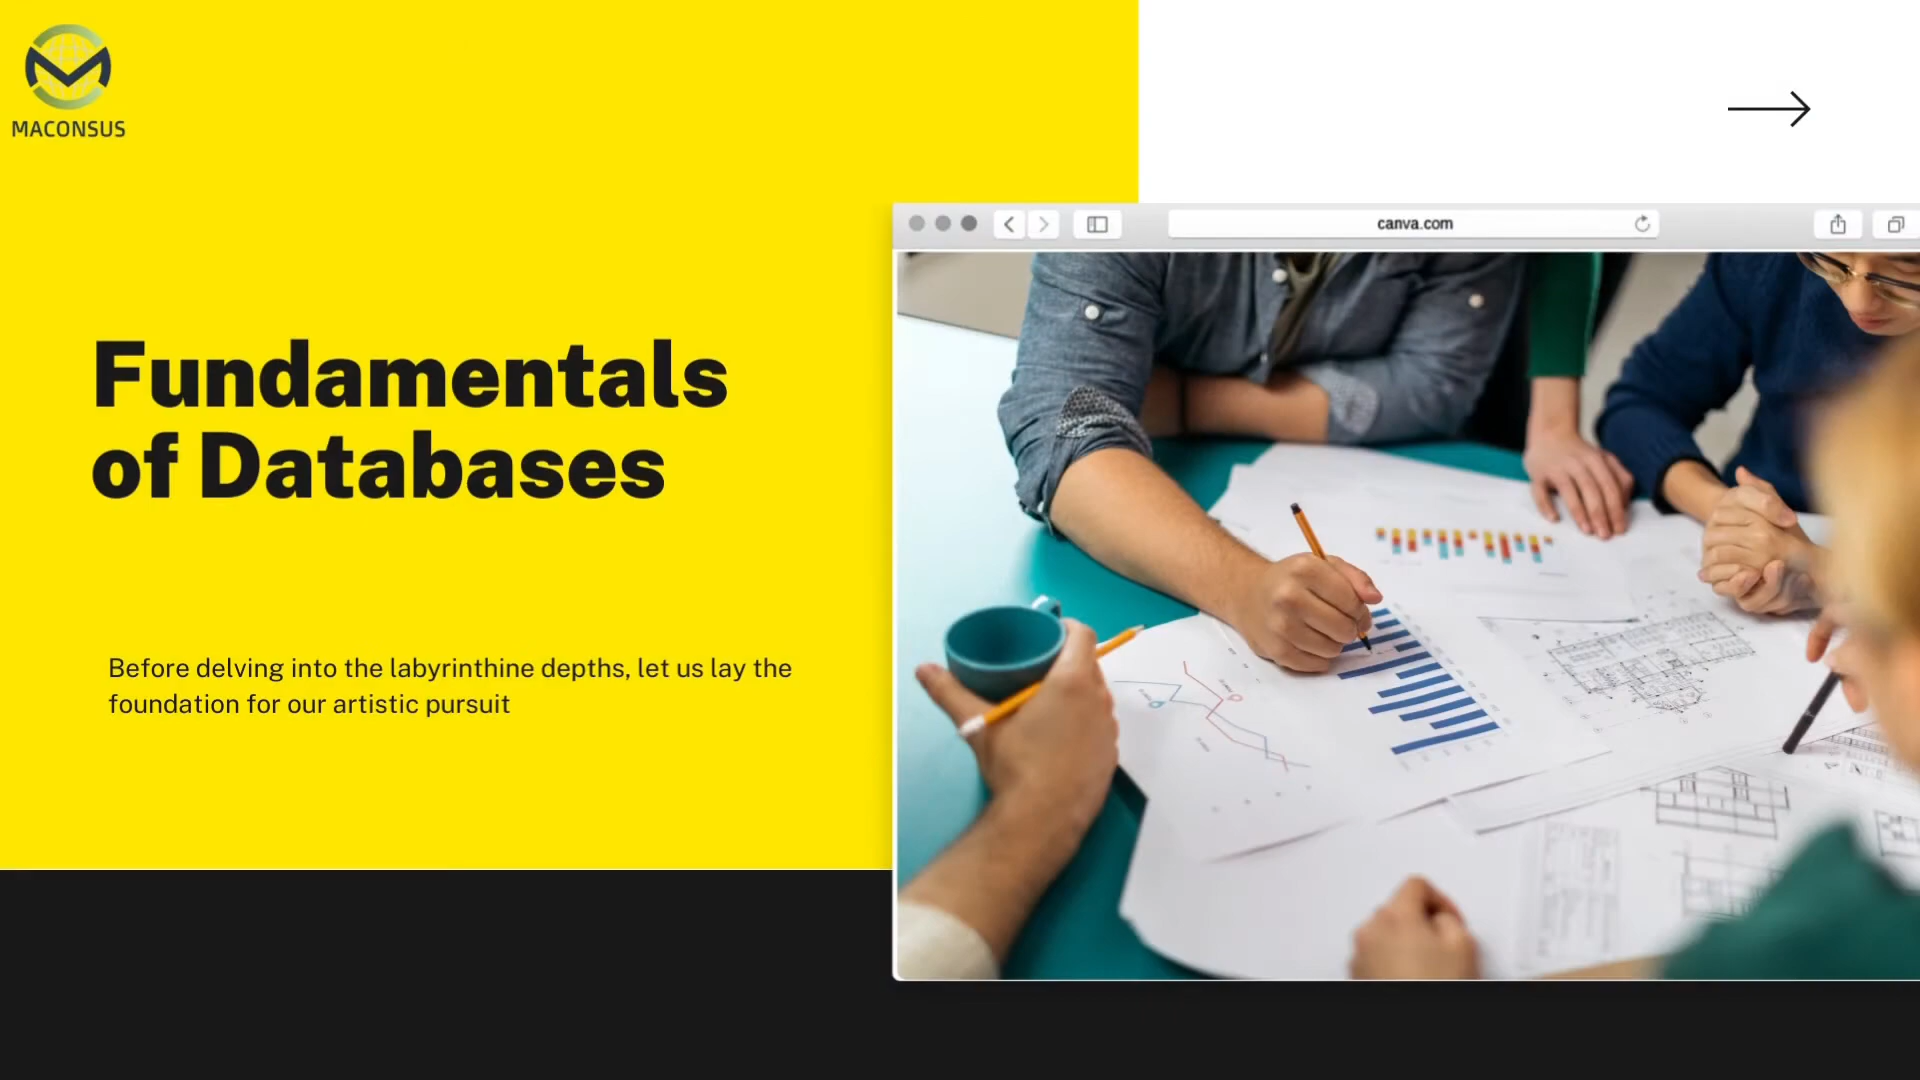 MACONSUS
canva.com
Fundamentals
of Databases
Before delving into the labyrinthine depths, let us lay the
foundation for our artistic pursuit